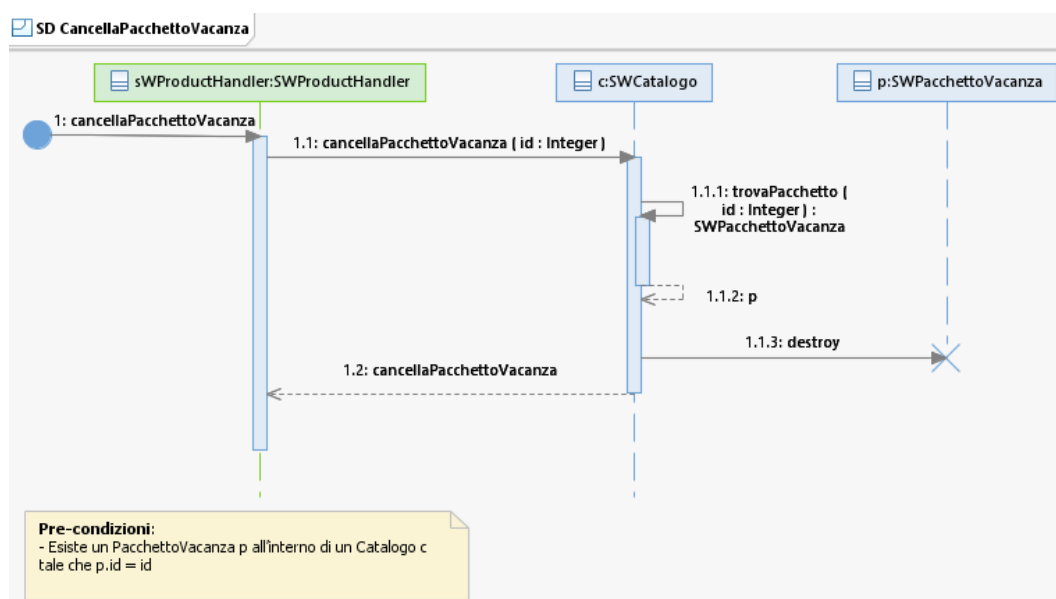 SD CancellaPacchettoVacanza
sWProductHandler:SWProductHandler
c:SWCatalogo
p:SWPacchettoVacanza
1: cancellaPacchettoVacanza
1.1: cancellaPacchettoVacanza ( id : Integer )
1.1.1: trovaPacchetto (
id : Integer ) :
SWPacchettoVacanza
1.1.2: p
1.1.3: destroy
1.2: cancellaPacchettoVacanza
Pre-condizioni:
- Esiste un PacchettoVacanza p all'interno di un Catalogo c
tale che p.id = id